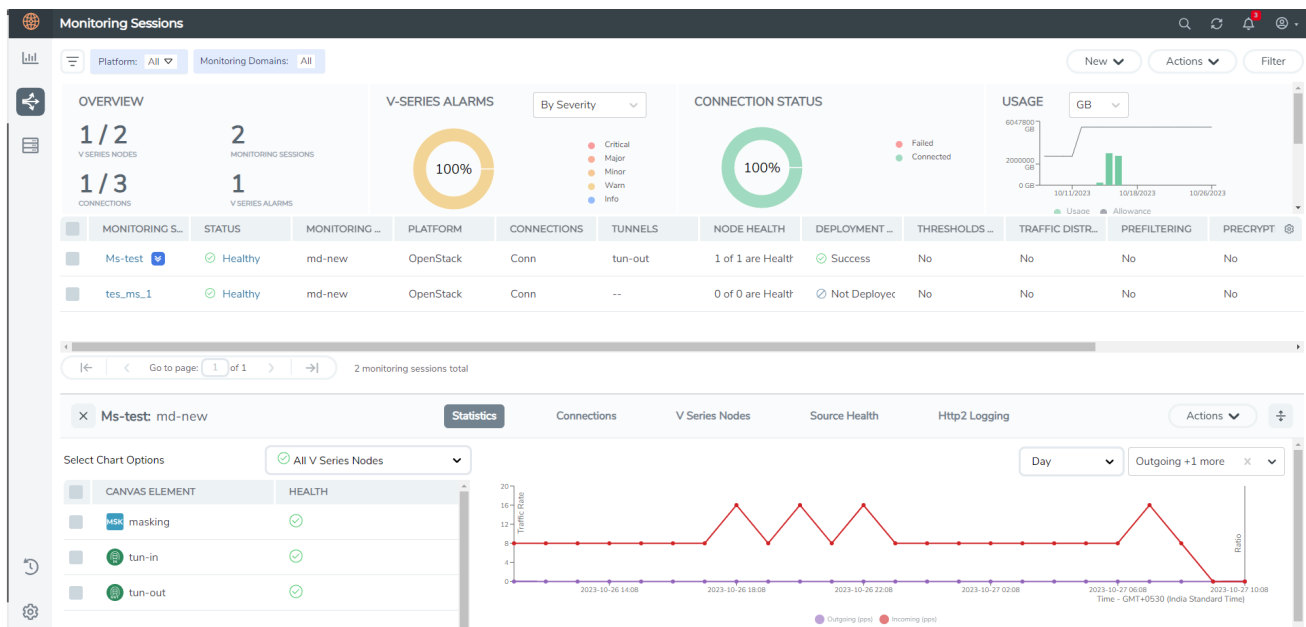 Monitoring Sessions
3
Platform: All
Monitoring Domains: All
New
Actions
Filter
OVERVIEW
1 / 2
V SERIES NODES
2
MONITORING SESSIONS
1 / 3
CONNECTIONS
1
V SERIES ALARMS
V-SERIES ALARMS
By Severity
100%
Critical
Major
Minor
Warn
Info
CONNECTION STATUS
100%
Failed
Connected
USAGE
GB
6047800
GB
2000000
GB
0 GB
10/11/2023 10/18/2023 10/26/2023
Usage Allowance
MONITORING S... STATUS MONITORING ... PLATFORM CONNECTIONS TUNNELS NODE HEALTH DEPLOYMENT ... THRESHOLDS ... TRAFFIC DISTR... PREFILTERING PRECRYPT
Ms-test Healthy md-new OpenStack Conn tun-out 1 of 1 are Health Success No No No No
tes_ms_1 Healthy md-new OpenStack Conn -- 0 of 0 are Health Not Deployec No No No No
Go to page: 1 of 1
2 monitoring sessions total
Ms-test: md-new
Statistics
Connections
V Series Nodes
Source Health
Http2 Logging
Actions
Select Chart Options
All V Series Nodes
Day
Outgoing +1 more
CANVAS ELEMENT HEALTH
MSK masking
tun-in
tun-out
Traffic Rate
20
16
12
8
4
0
Ratio
2023-10-26 14:08 2023-10-26 18:08 2023-10-26 22:08 2023-10-27 02:08 2023-10-27 06:08 2023-10-27 10:08
Time - GMT+0530 (India Standard Time)
Outgoing (pps) Incoming (pps)